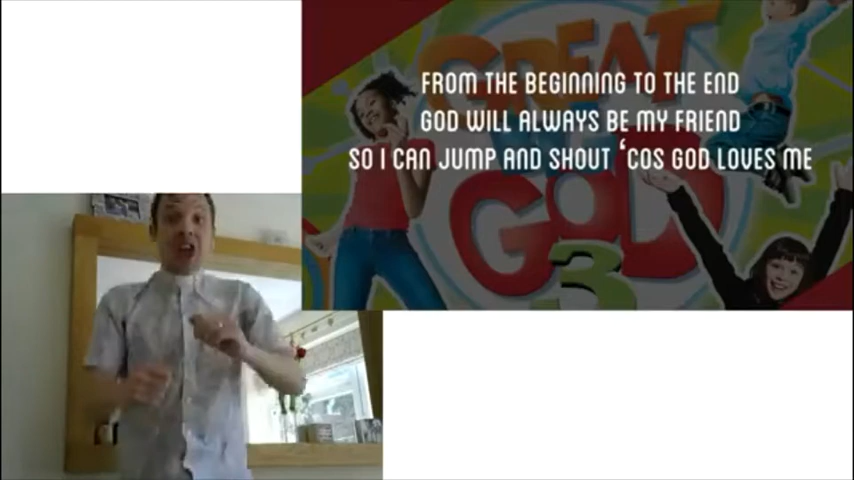 FROM THE BEGINNING TO THE END
GOD WILL ALWAYS BE MY FRIEND
SO I CAN JUMP AND SHOUT ‘COS GOD LOVES ME
GREAT
GOD
3